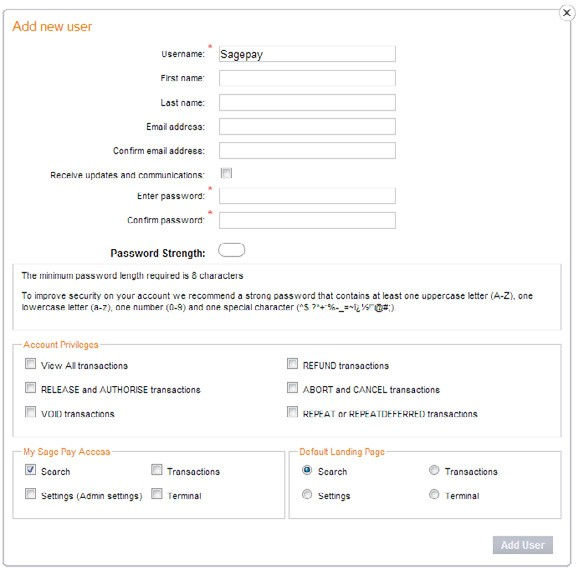 Add new user
Username: * Sagepay
First name:
Last name:
Email address:
Confirm email address:
Receive updates and communications:
Enter password: *
Confirm password: *
Password Strength:
The minimum password length required is 8 characters
To improve security on your account we recommend a strong password that contains at least one uppercase letter (A-Z), one
lowercase letter (a-z), one number (0-9) and one special character
Account Privileges
View All transactions REFUND transactions
RELEASE and AUTHORISE transactions ABORT and CANCEL transactions
VOID transactions REPEAT or REPEATDEFERRED transactions
My Sage Pay Access Default Landing Page
Search Transactions Search Transactions
Settings (Admin settings) Terminal Settings Terminal
Add User